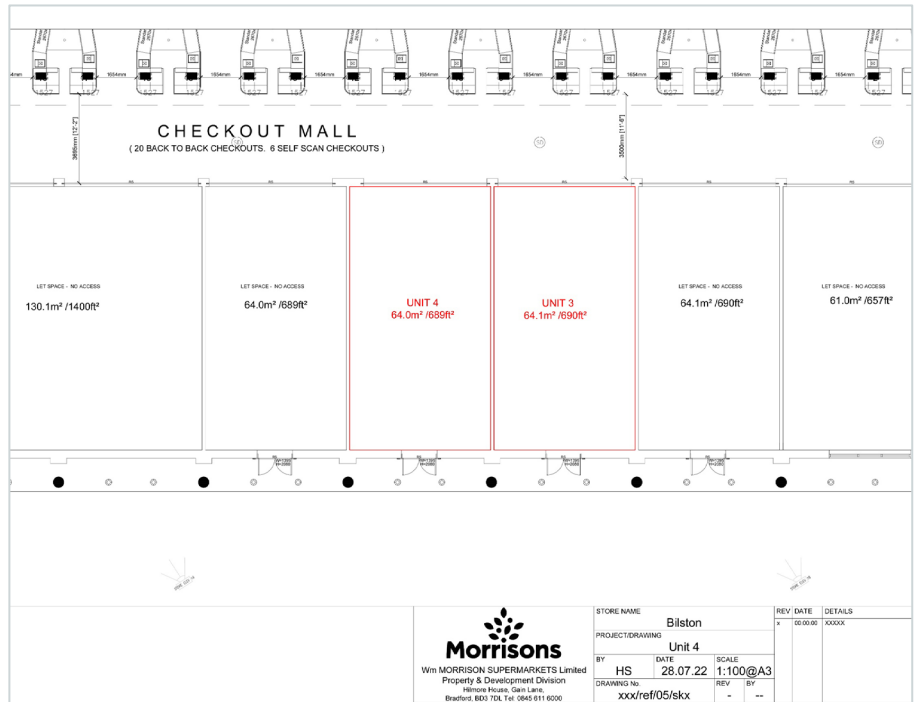 1654mm 1654mm 1654mm 1654mm 1654mm 1654mm 1654mm 1654mm
3695mm [12'-2"]
CHECKOUT MALL
( 20 BACK TO BACK CHECKOUTS. 6 SELF SCAN CHECKOUTS )
3500mm [11'-6"]
LET SPACE - NO ACCESS
130.1m² /1400ft²
LET SPACE - NO ACCESS
64.0m² /689ft²
UNIT 4
64.0m² /689ft²
UNIT 3
64.1m² /690ft²
LET SPACE - NO ACCESS
64.1m² /690ft²
LET SPACE - NO ACCESS
61.0m² /657ft²
Morrisons
Wm MORRISON SUPERMARKETS Limited
Property & Development Division
Hilmore House, Gain Lane,
Bradford, BD3 7DL Tel: 0845 611 6000
STORE NAME
Bilston
PROJECT/DRAWING
Unit 4
BY DATE SCALE
HS 28.07.22 1:100@A3
DRAWING No. REV BY
xxx/ref/05/skx - --
REV DATE DETAILS
x 00.00.00 XXXXX